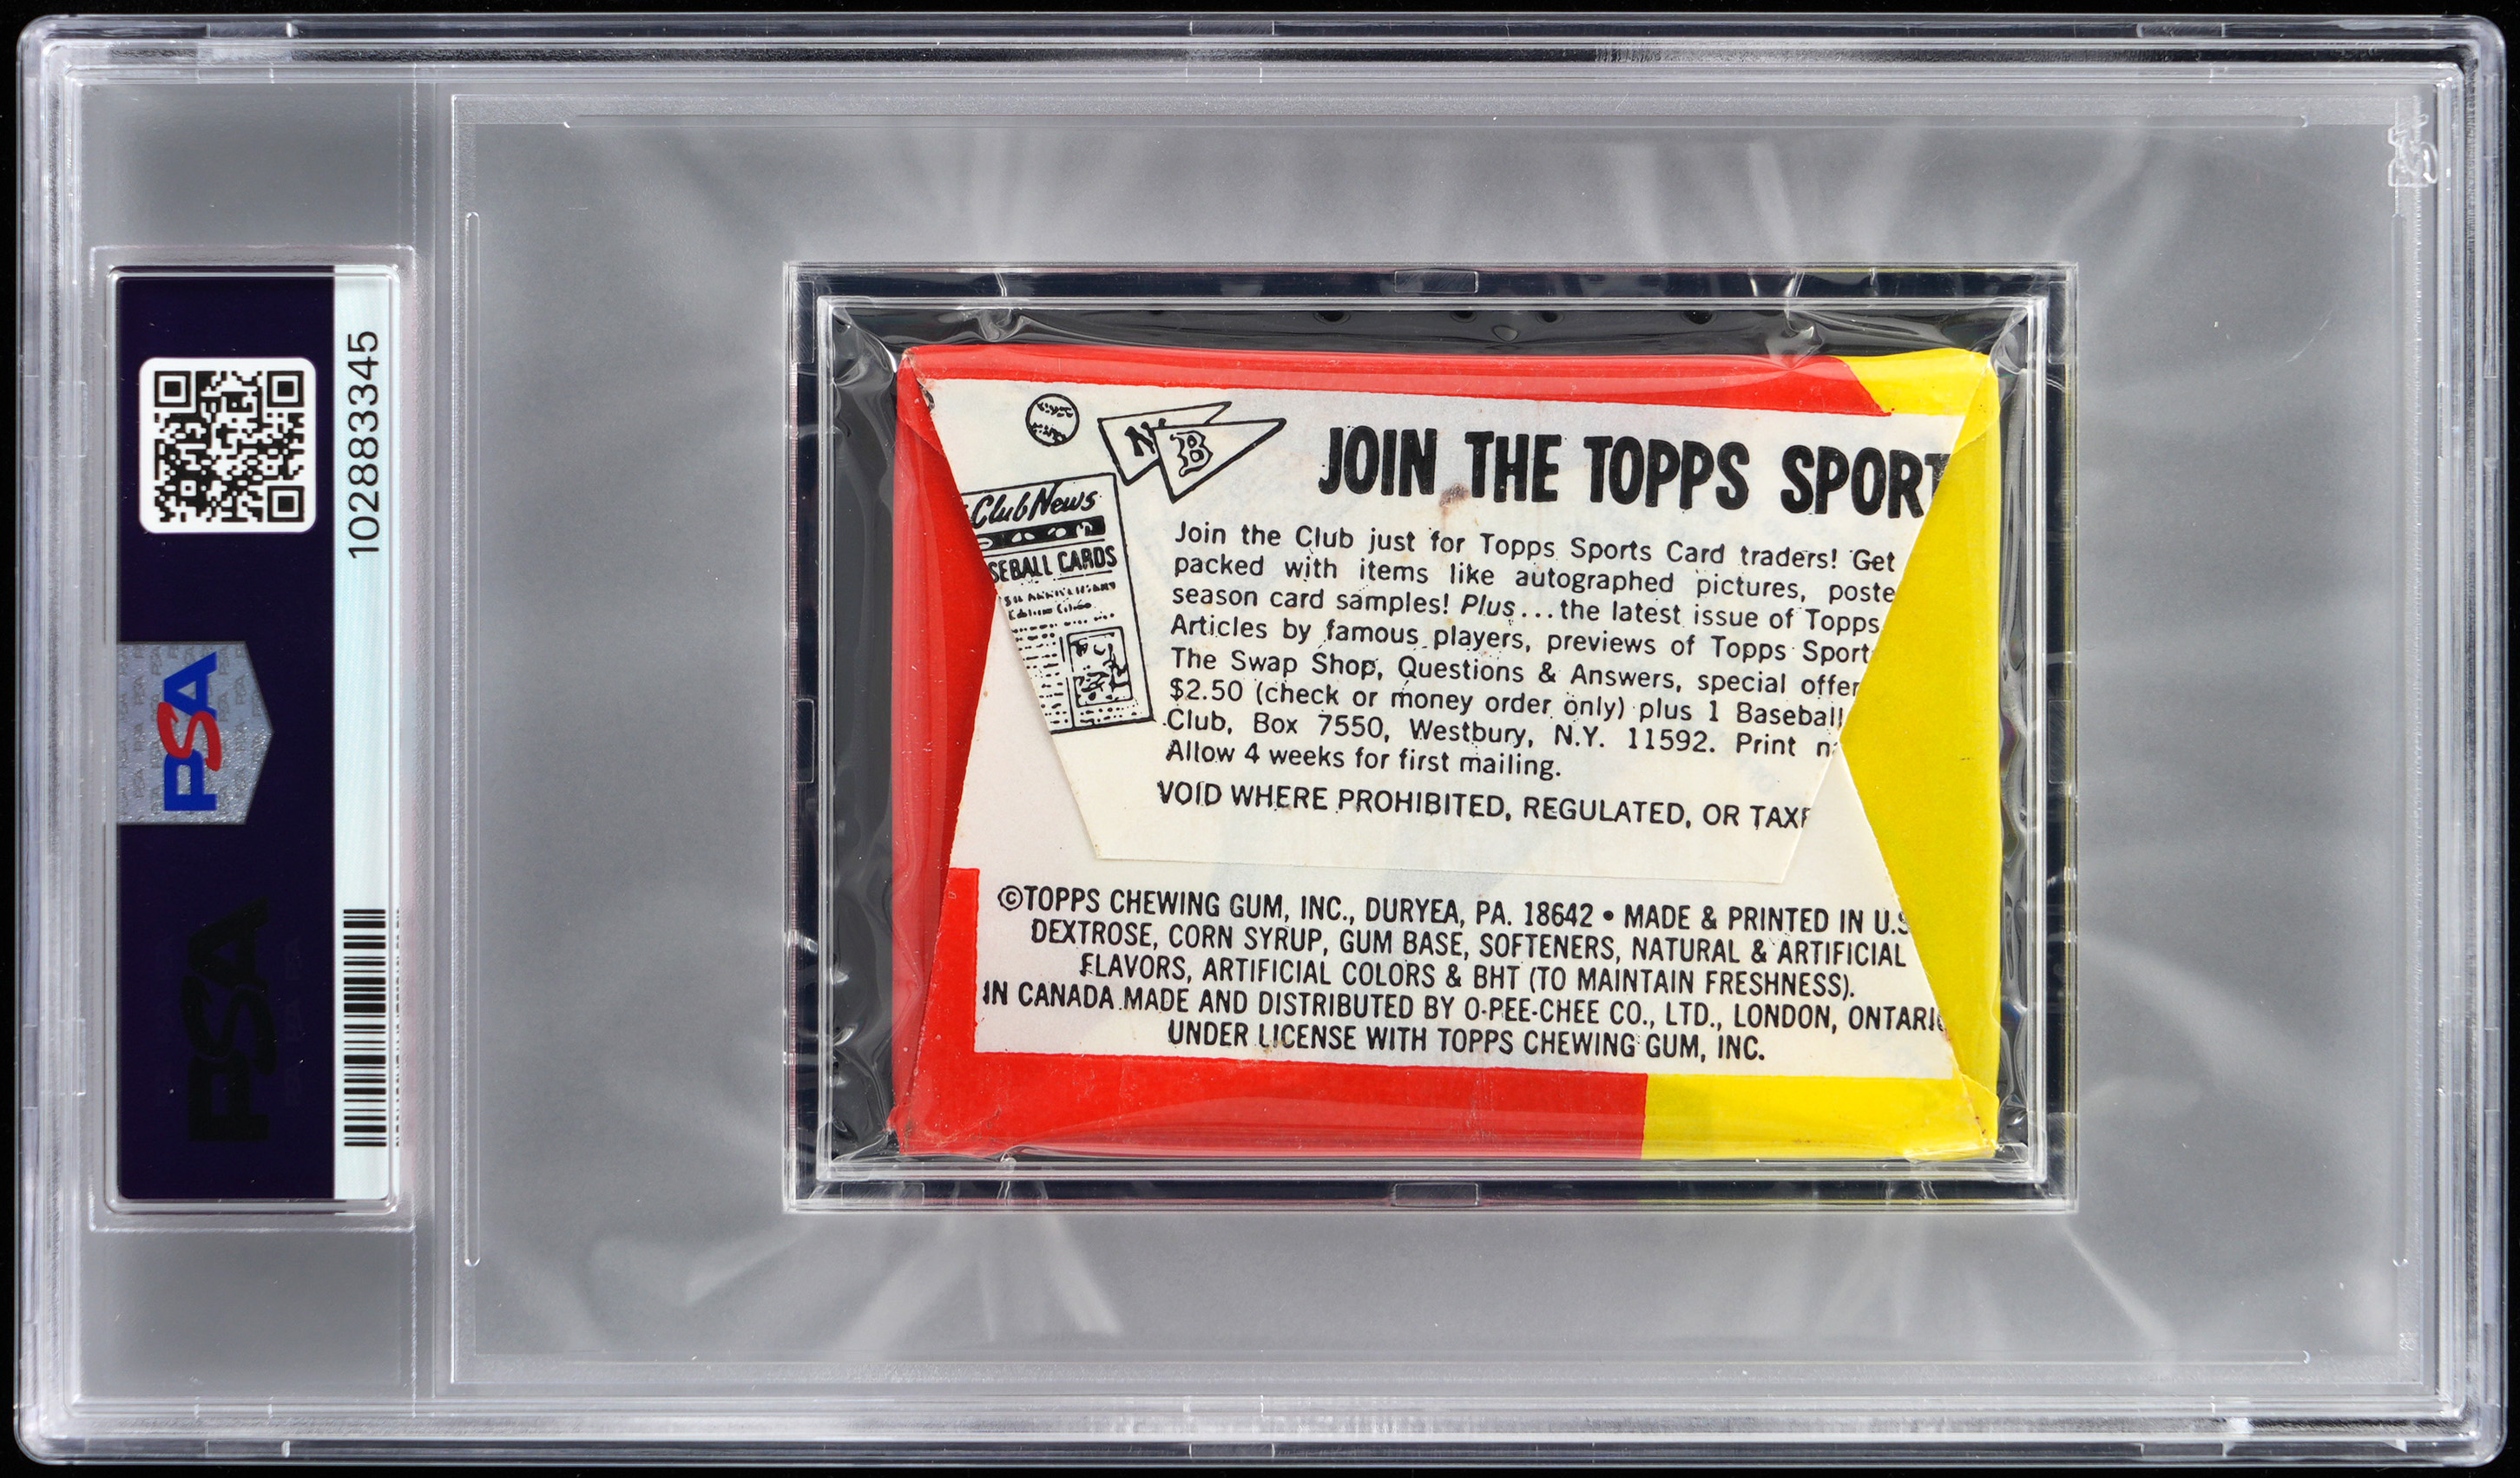 102883345
PSA
PSA
N
B
Club News
SEBALL CARDS
JOIN THE TOPPS SPORT
Join the Club just for Topps Sports Card traders! Get
packed with items like autographed pictures, poste
season card samples! Plus...the latest issue of Topps
Articles by famous players, previews of Topps Sport
The Swap Shop, Questions & Answers, special offer
$2.50 (check or money order only) plus 1 Baseball
Club, Box 7550, Westbury, N.Y. 11592. Print n
Allow 4 weeks for first mailing.
VOID WHERE PROHIBITED, REGULATED, OR TAXE
©TOPPS CHEWING GUM, INC., DURYEA, PA. 18642 • MADE & PRINTED IN U.S
DEXTROSE, CORN SYRUP, GUM BASE, SOFTENERS, NATURAL & ARTIFICIAL
FLAVORS, ARTIFICIAL COLORS & BHT (TO MAINTAIN FRESHNESS).
IN CANADA MADE AND DISTRIBUTED BY O-PEE-CHEE CO., LTD., LONDON, ONTARIO
UNDER LICENSE WITH TOPPS CHEWING GUM, INC.